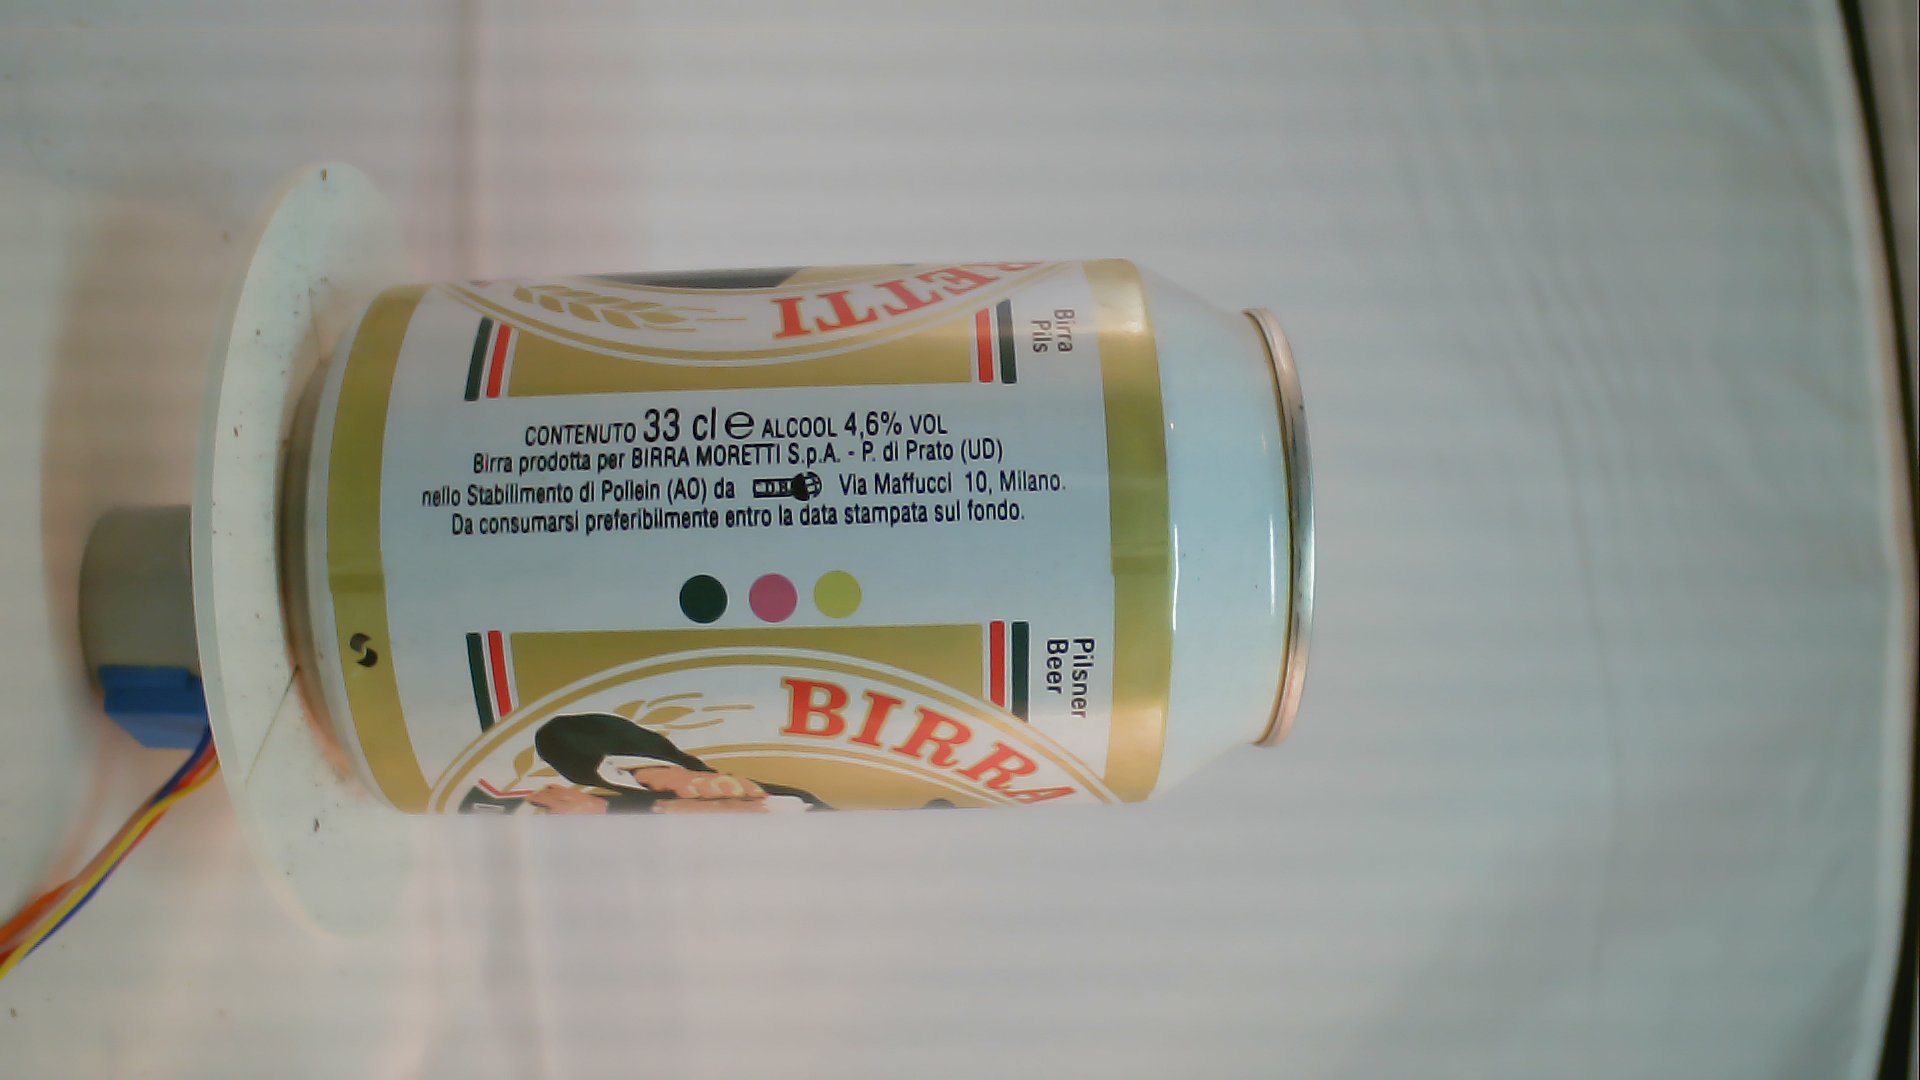 RETTI
Birra
Pils
CONTENUTO 33 cl e ALCOOL 4,6% VOL
Birra prodotta per BIRRA MORETTI S.p.A. - P. di Prato (UD)
nello Stabilimento di Pollein (AO) da Via Maffucci 10, Milano.
Da consumarsi preferibilmente entro la data stampata sul fondo.
Pilsner
Beer
BIRRA